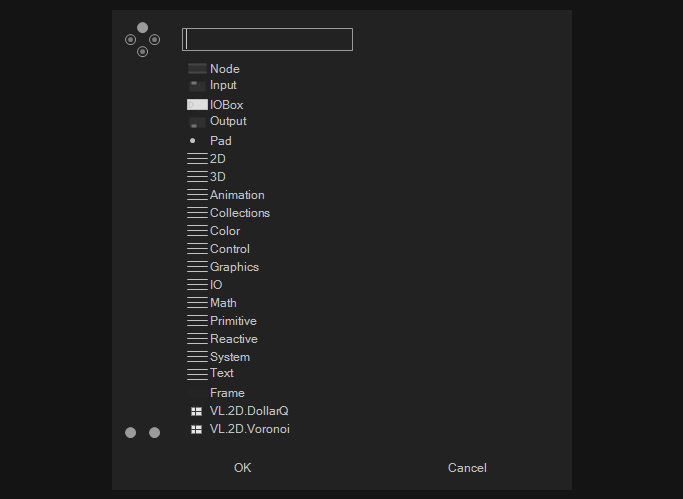 Node
Input
IOBox
Output
Pad
2D
3D
Animation
Collections
Color
Control
Graphics
IO
Math
Primitive
Reactive
System
Text
Frame
VL.2D.DollarQ
VL.2D.Voronoi
OK Cancel